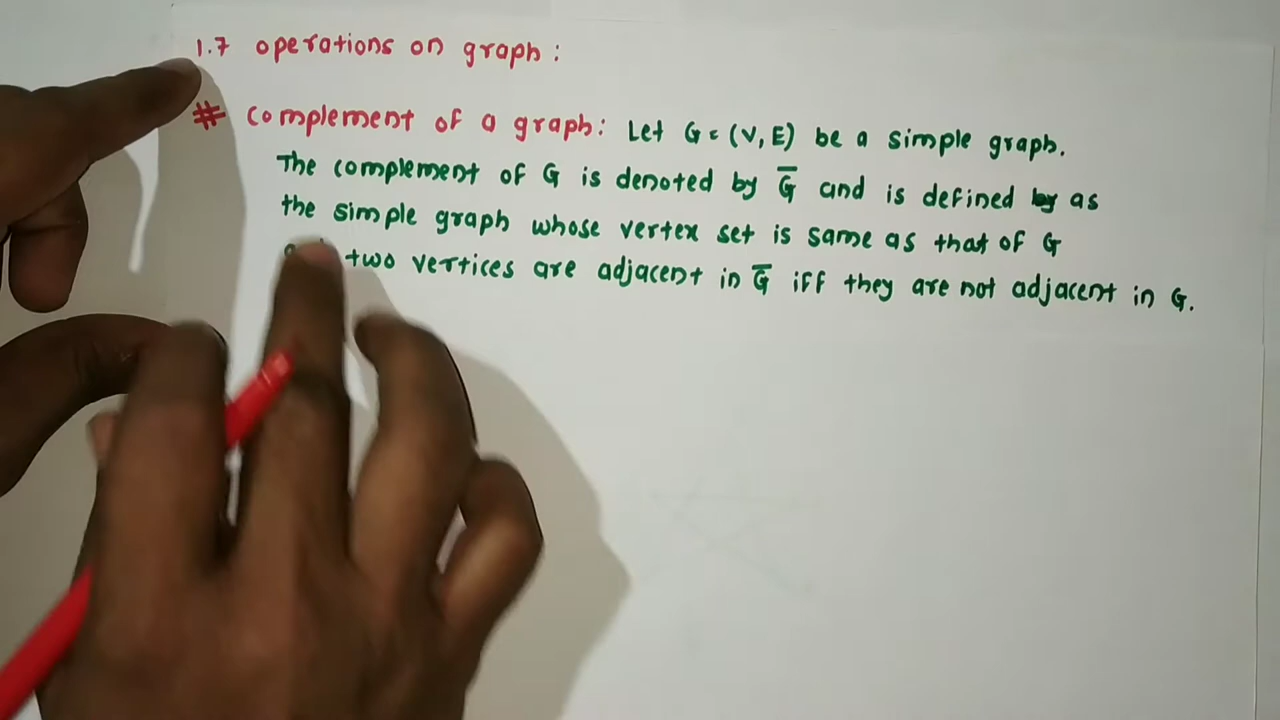 1.7 operations on graph :
# complement of a graph: Let G = (V, E) be a simple graph.
The complement of G is denoted by G̅ and is defined by as
the simple graph whose vertex set is same as that of G
two vertices are adjacent in G̅ iff they are not adjacent in G.